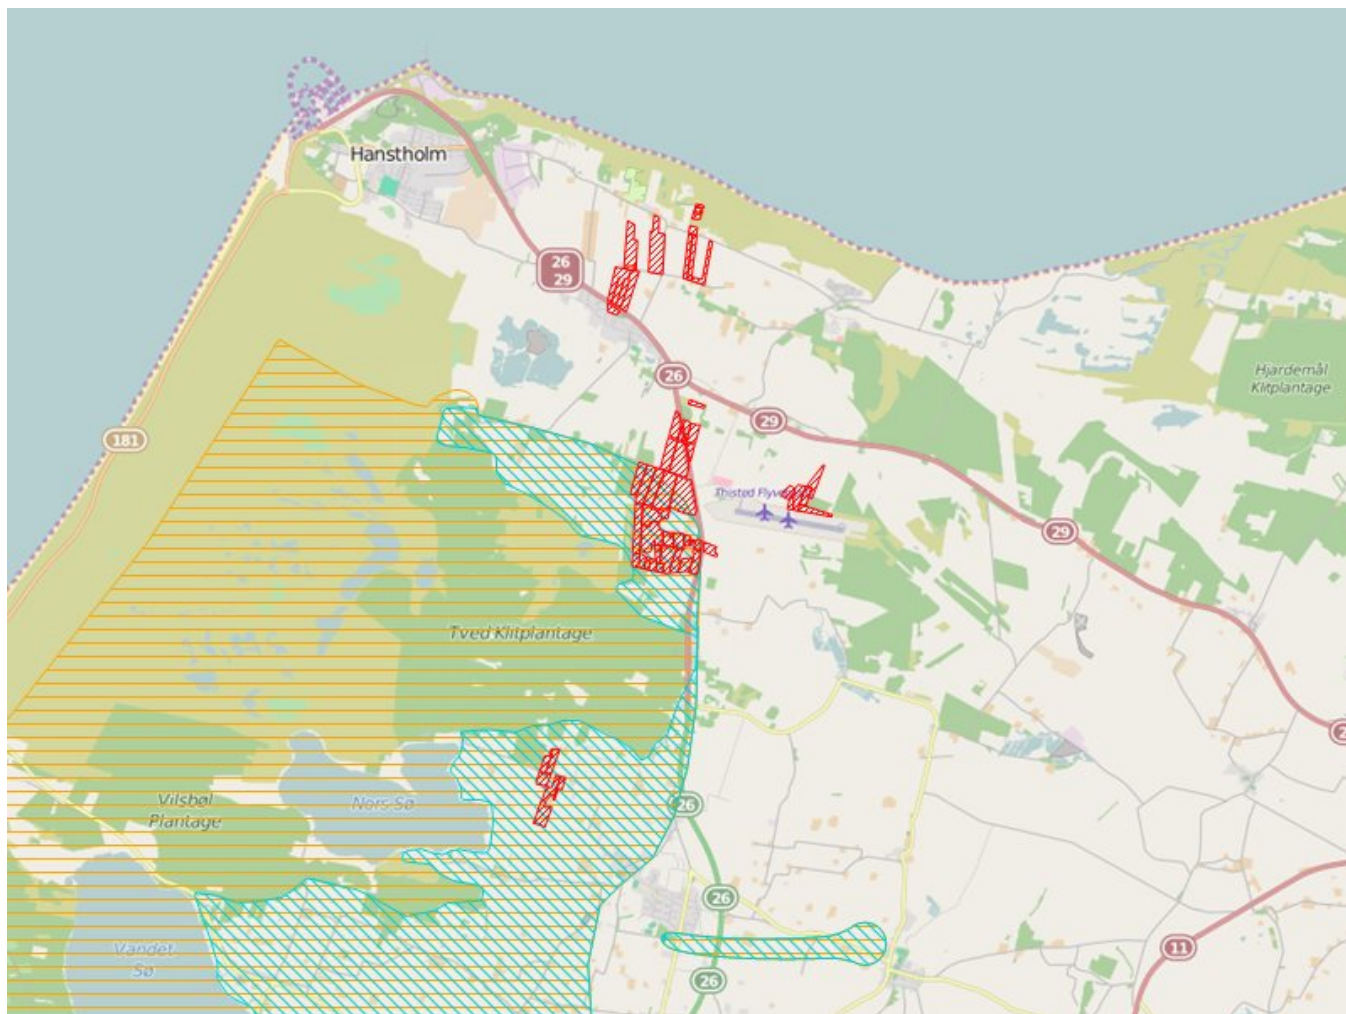 Hanstholm
26
29
26
Hjardemål
Klitplantage
29
181
Thisted
29
Tved Klitplantage
26
Vilsbøl
Plantage
Nors Sø
26
Vandet
Sø
11
26